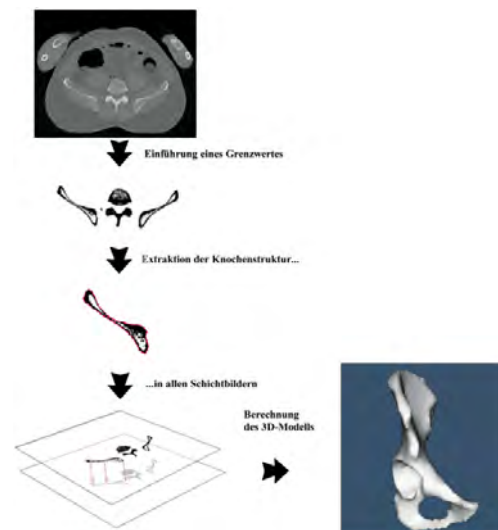 Einführung eines Grenzwertes
Extraktion der Knochenstruktur...
...in allen Schichtbildern
Berechnung
des 3D-Modells